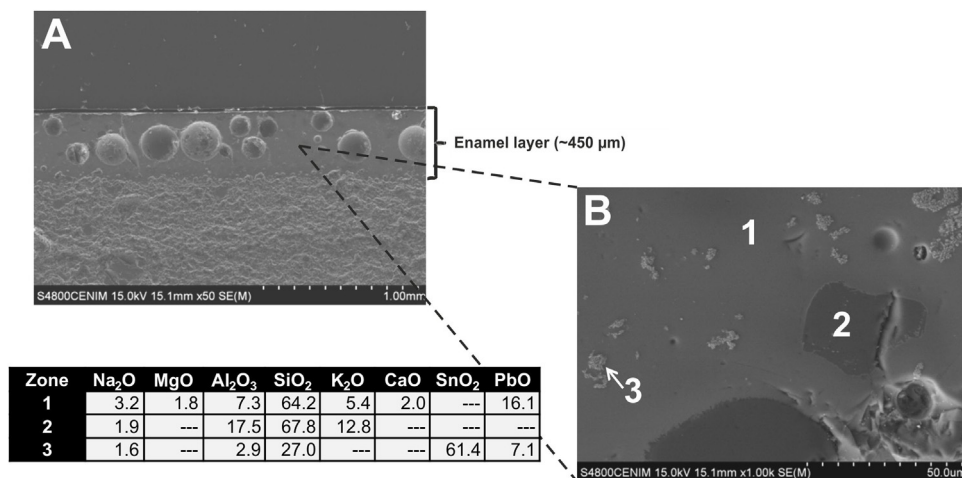 A
Enamel layer (~450 µm)
S4800CENIM 15.0kV 15.1mm x50 SE(M)
1.00mm
B
1
2
3
S4800CENIM 15.0kV 15.1mm x1.00k SE(M)
50.0um
Zone Na₂O MgO Al₂O₃ SiO₂ K₂O CaO SnO₂ PbO
1 3.2 1.8 7.3 64.2 5.4 2.0 --- 16.1
2 1.9 --- 17.5 67.8 12.8 --- --- ---
3 1.6 --- 2.9 27.0 --- --- 61.4 7.1